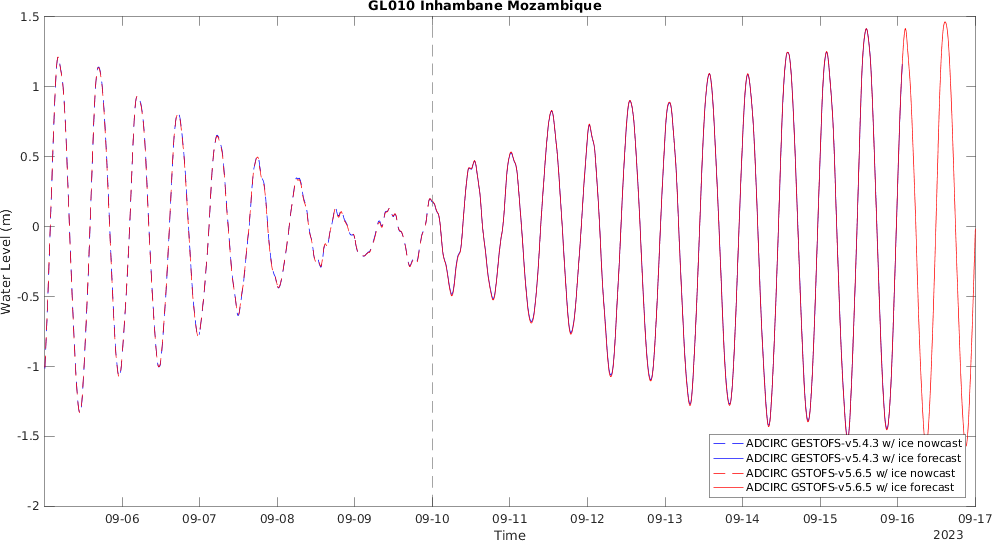 GL010 Inhambane Mozambique
1.5
1
0.5
0
-0.5
-1
-1.5
-2
Water Level (m)
ADCIRC GESTOFS-v5.4.3 w/ ice nowcast
ADCIRC GESTOFS-v5.4.3 w/ ice forecast
ADCIRC GSTOFS-v5.6.5 w/ ice nowcast
ADCIRC GSTOFS-v5.6.5 w/ ice forecast
09-06 09-07 09-08 09-09 09-10 09-11 09-12 09-13 09-14 09-15 09-16 09-17
Time
2023